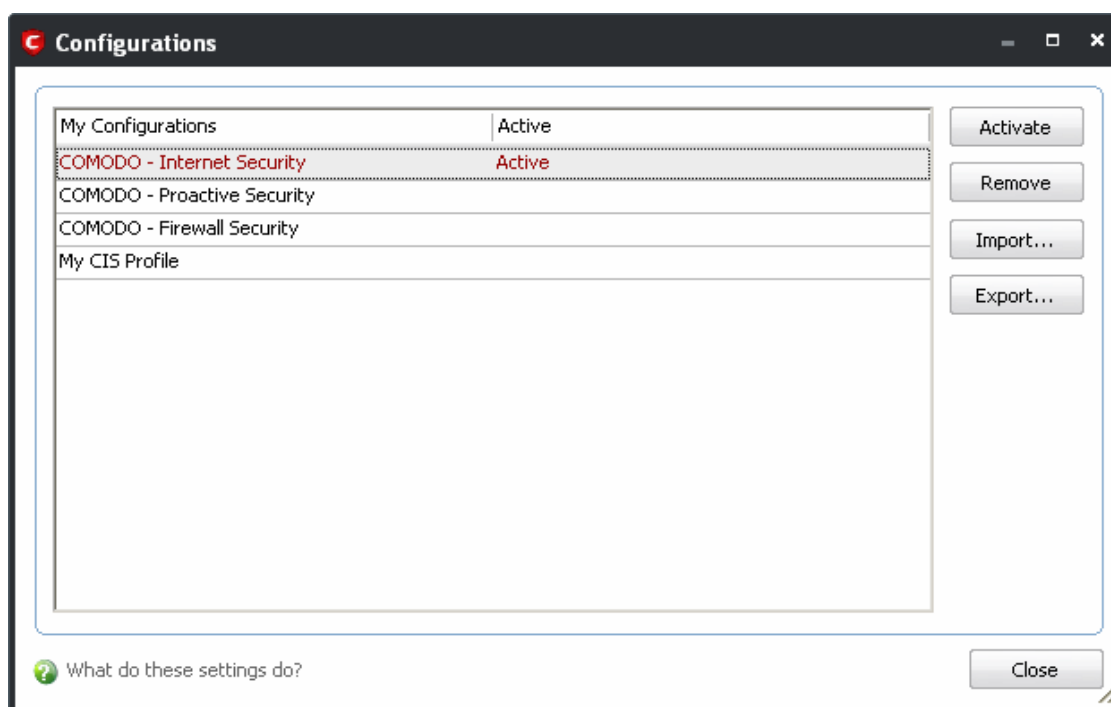 Configurations
My Configurations Active
Activate
COMODO - Internet Security Active
COMODO - Proactive Security
Remove
COMODO - Firewall Security
Import...
My CIS Profile
Export...
What do these settings do?
Close